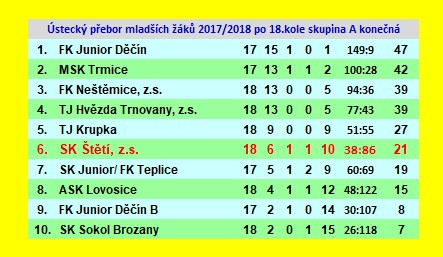 Ústecký přebor mladších žáků 2017/2018 po 18.kole skupina A konečná
1. FK Junior Děčín 17 15 1 0 1 149:9 47
2. MSK Trmice 17 13 1 1 2 100:28 42
3. FK Neštěmice, z.s. 18 13 0 0 5 94:36 39
4. TJ Hvězda Trnovany, z.s. 18 13 0 0 4 77:43 39
5. TJ Krupka 18 9 0 0 9 51:55 27
6. SK Štětí, z.s. 18 6 1 1 10 38:86 21
7. SK Junior/ FK Teplice 17 5 1 2 9 60:69 19
8. ASK Lovosice 18 4 1 1 12 48:122 15
9. FK Junior Děčín B 17 2 1 0 14 30:107 8
10. SK Sokol Brozany 18 2 0 1 15 26:118 7